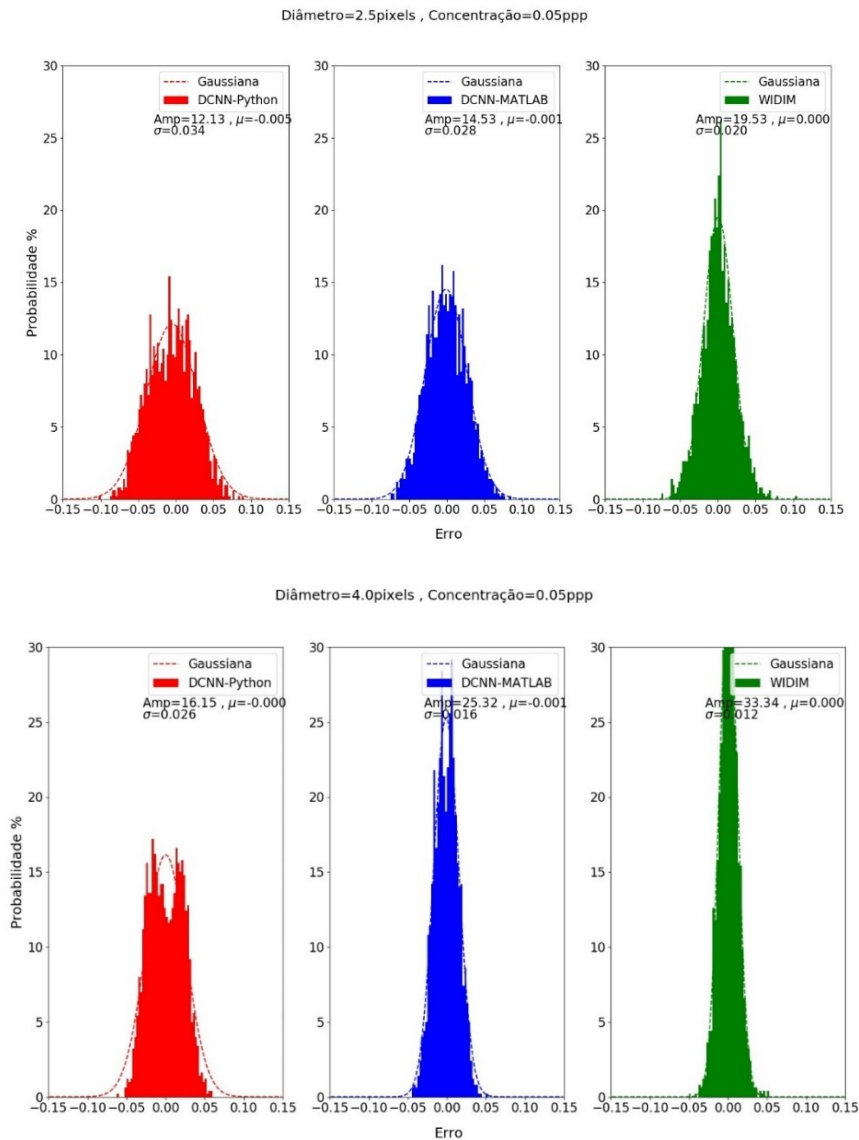 Diâmetro=2.5pixels , Concentração=0.05ppp
Gaussiana
DCNN-Python
Amp=12.13 , μ=-0.005
σ=0.034
Gaussiana
DCNN-MATLAB
Amp=14.53 , μ=-0.001
σ=0.028
Gaussiana
WIDIM
Amp=19.53 , μ=0.000
σ=0.020
Probabilidade %
30
25
20
15
10
5
0
30
25
20
15
10
5
0
30
25
20
15
10
5
0
−0.15 −0.10 −0.05 0.00 0.05 0.10 0.15
−0.15 −0.10 −0.05 0.00 0.05 0.10 0.15
−0.15 −0.10 −0.05 0.00 0.05 0.10 0.15
Erro
Diâmetro=4.0pixels , Concentração=0.05ppp
Gaussiana
DCNN-Python
Amp=16.15 , μ=-0.000
σ=0.026
Gaussiana
DCNN-MATLAB
Amp=25.32 , μ=-0.001
σ=0.016
Gaussiana
WIDIM
Amp=33.34 , μ=0.000
σ=0.012
Probabilidade %
30
25
20
15
10
5
0
30
25
20
15
10
5
0
30
25
20
15
10
5
0
−0.15 −0.10 −0.05 0.00 0.05 0.10 0.15
−0.15 −0.10 −0.05 0.00 0.05 0.10 0.15
−0.15 −0.10 −0.05 0.00 0.05 0.10 0.15
Erro